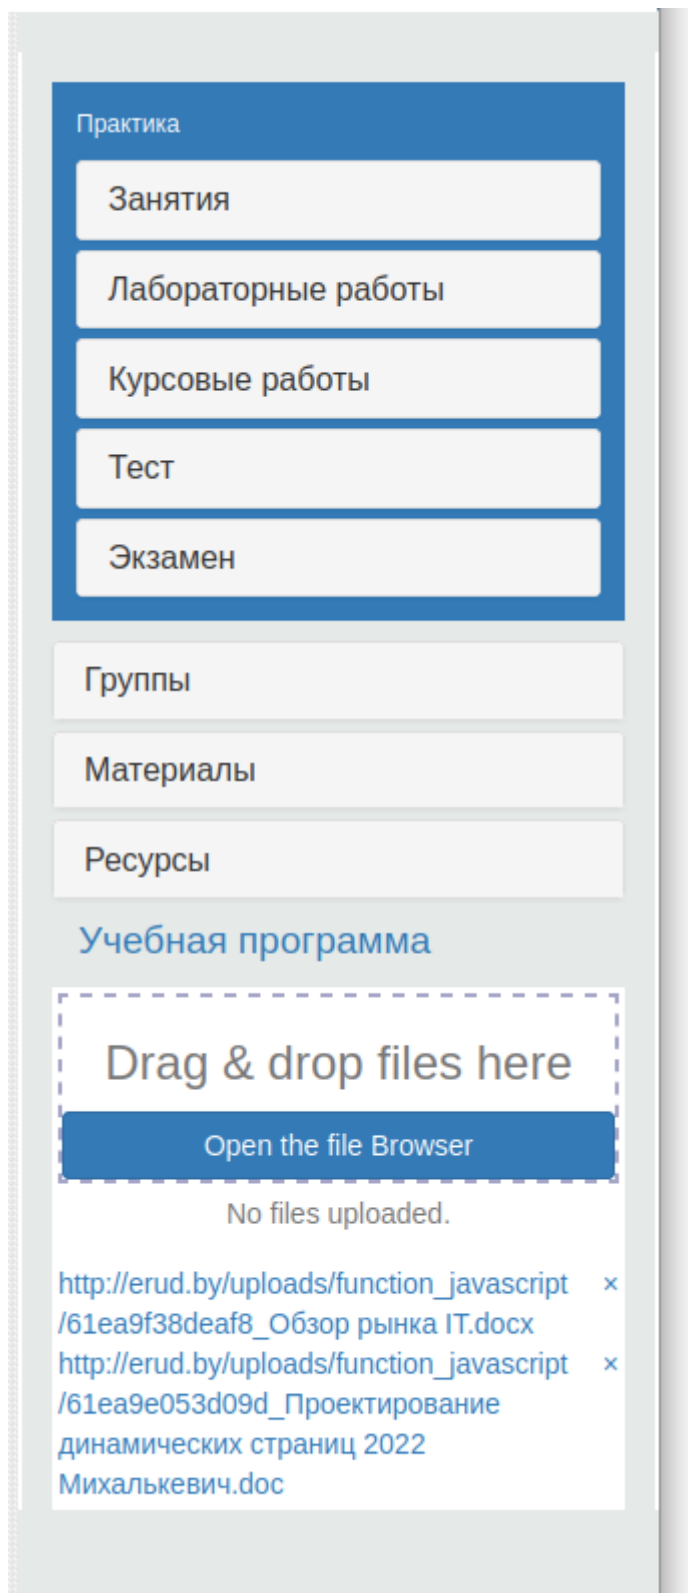 Практика
Занятия
Лабораторные работы
Курсовые работы
Тест
Экзамен
Группы
Материалы
Ресурсы
Учебная программа
Drag & drop files here
Open the file Browser
No files uploaded.
http://erud.by/uploads/function_javascript ×
/61ea9f38deaf8_Обзор рынка IT.docx
http://erud.by/uploads/function_javascript ×
/61ea9e053d09d_Проектирование
динамических страниц 2022
Михалькевич.doc